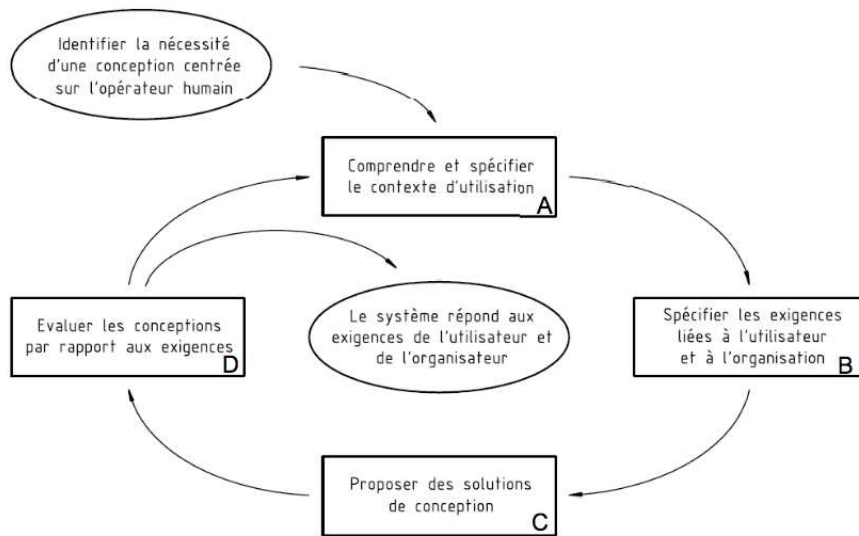 Identifier la nécessité
d'une conception centrée
sur l'opérateur humain
Comprendre et spécifier
le contexte d'utilisation
A
Evaluer les conceptions
par rapport aux exigences
D
Le système répond aux
exigences de l'utilisateur et
de l'organisateur
Spécifier les exigences
liées à l'utilisateur
et à l'organisation
B
Proposer des solutions
de conception
C